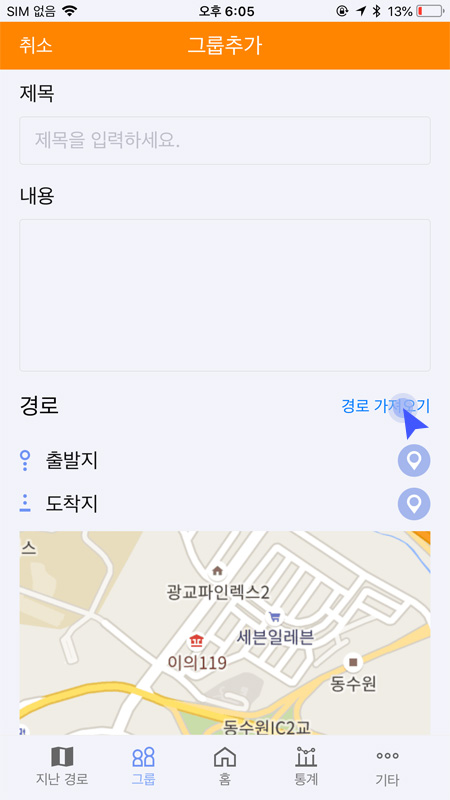 SIM 없음 오후 6:05 13%
취소 그룹추가
제목
제목을 입력하세요.
내용
경로 경로 가져오기
출발지
도착지
스
광교파인렉스2
세븐일레븐
이의119
동수원
동수원IC2교
지난 경로 그룹 홈 통계 기타